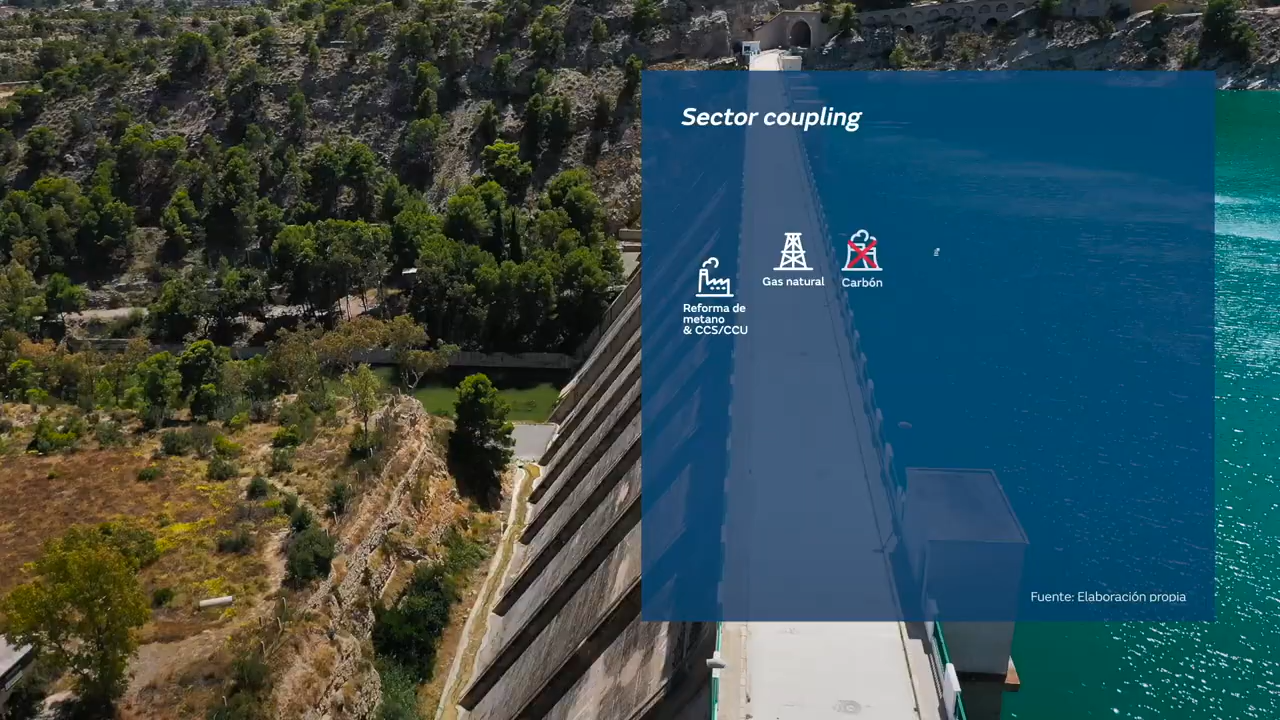 Sector coupling
Gas natural
Carbón
Reforma de
metano
& CCS/CCU
Fuente: Elaboración propia